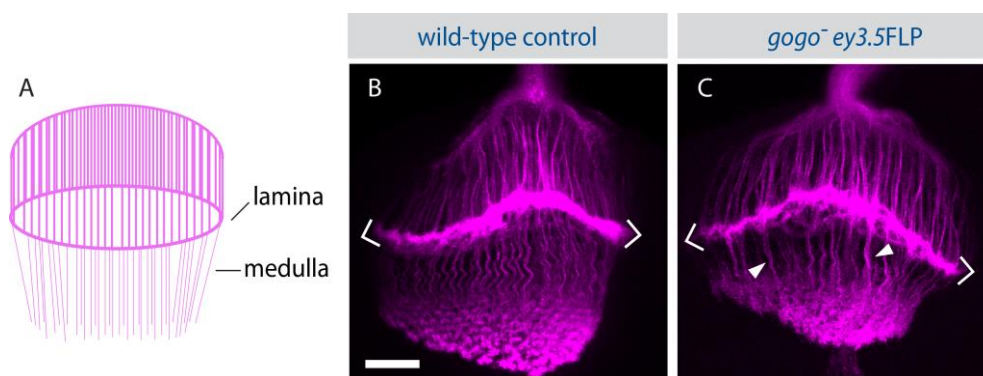 wild-type control
gogo⁻ ey3.5FLP
A
B
C
lamina
medulla